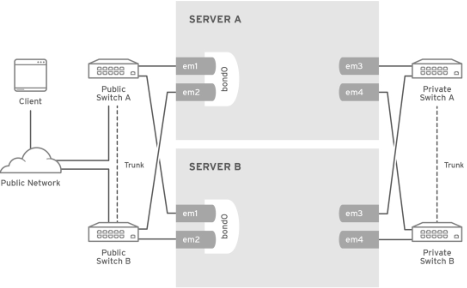 SERVER A
em1
em2
bond0
em3
em4
Client
Public
Switch A
Private
Switch A
Trunk
Trunk
Public Network
SERVER B
em1
em2
bond0
em3
em4
Public
Switch B
Private
Switch B